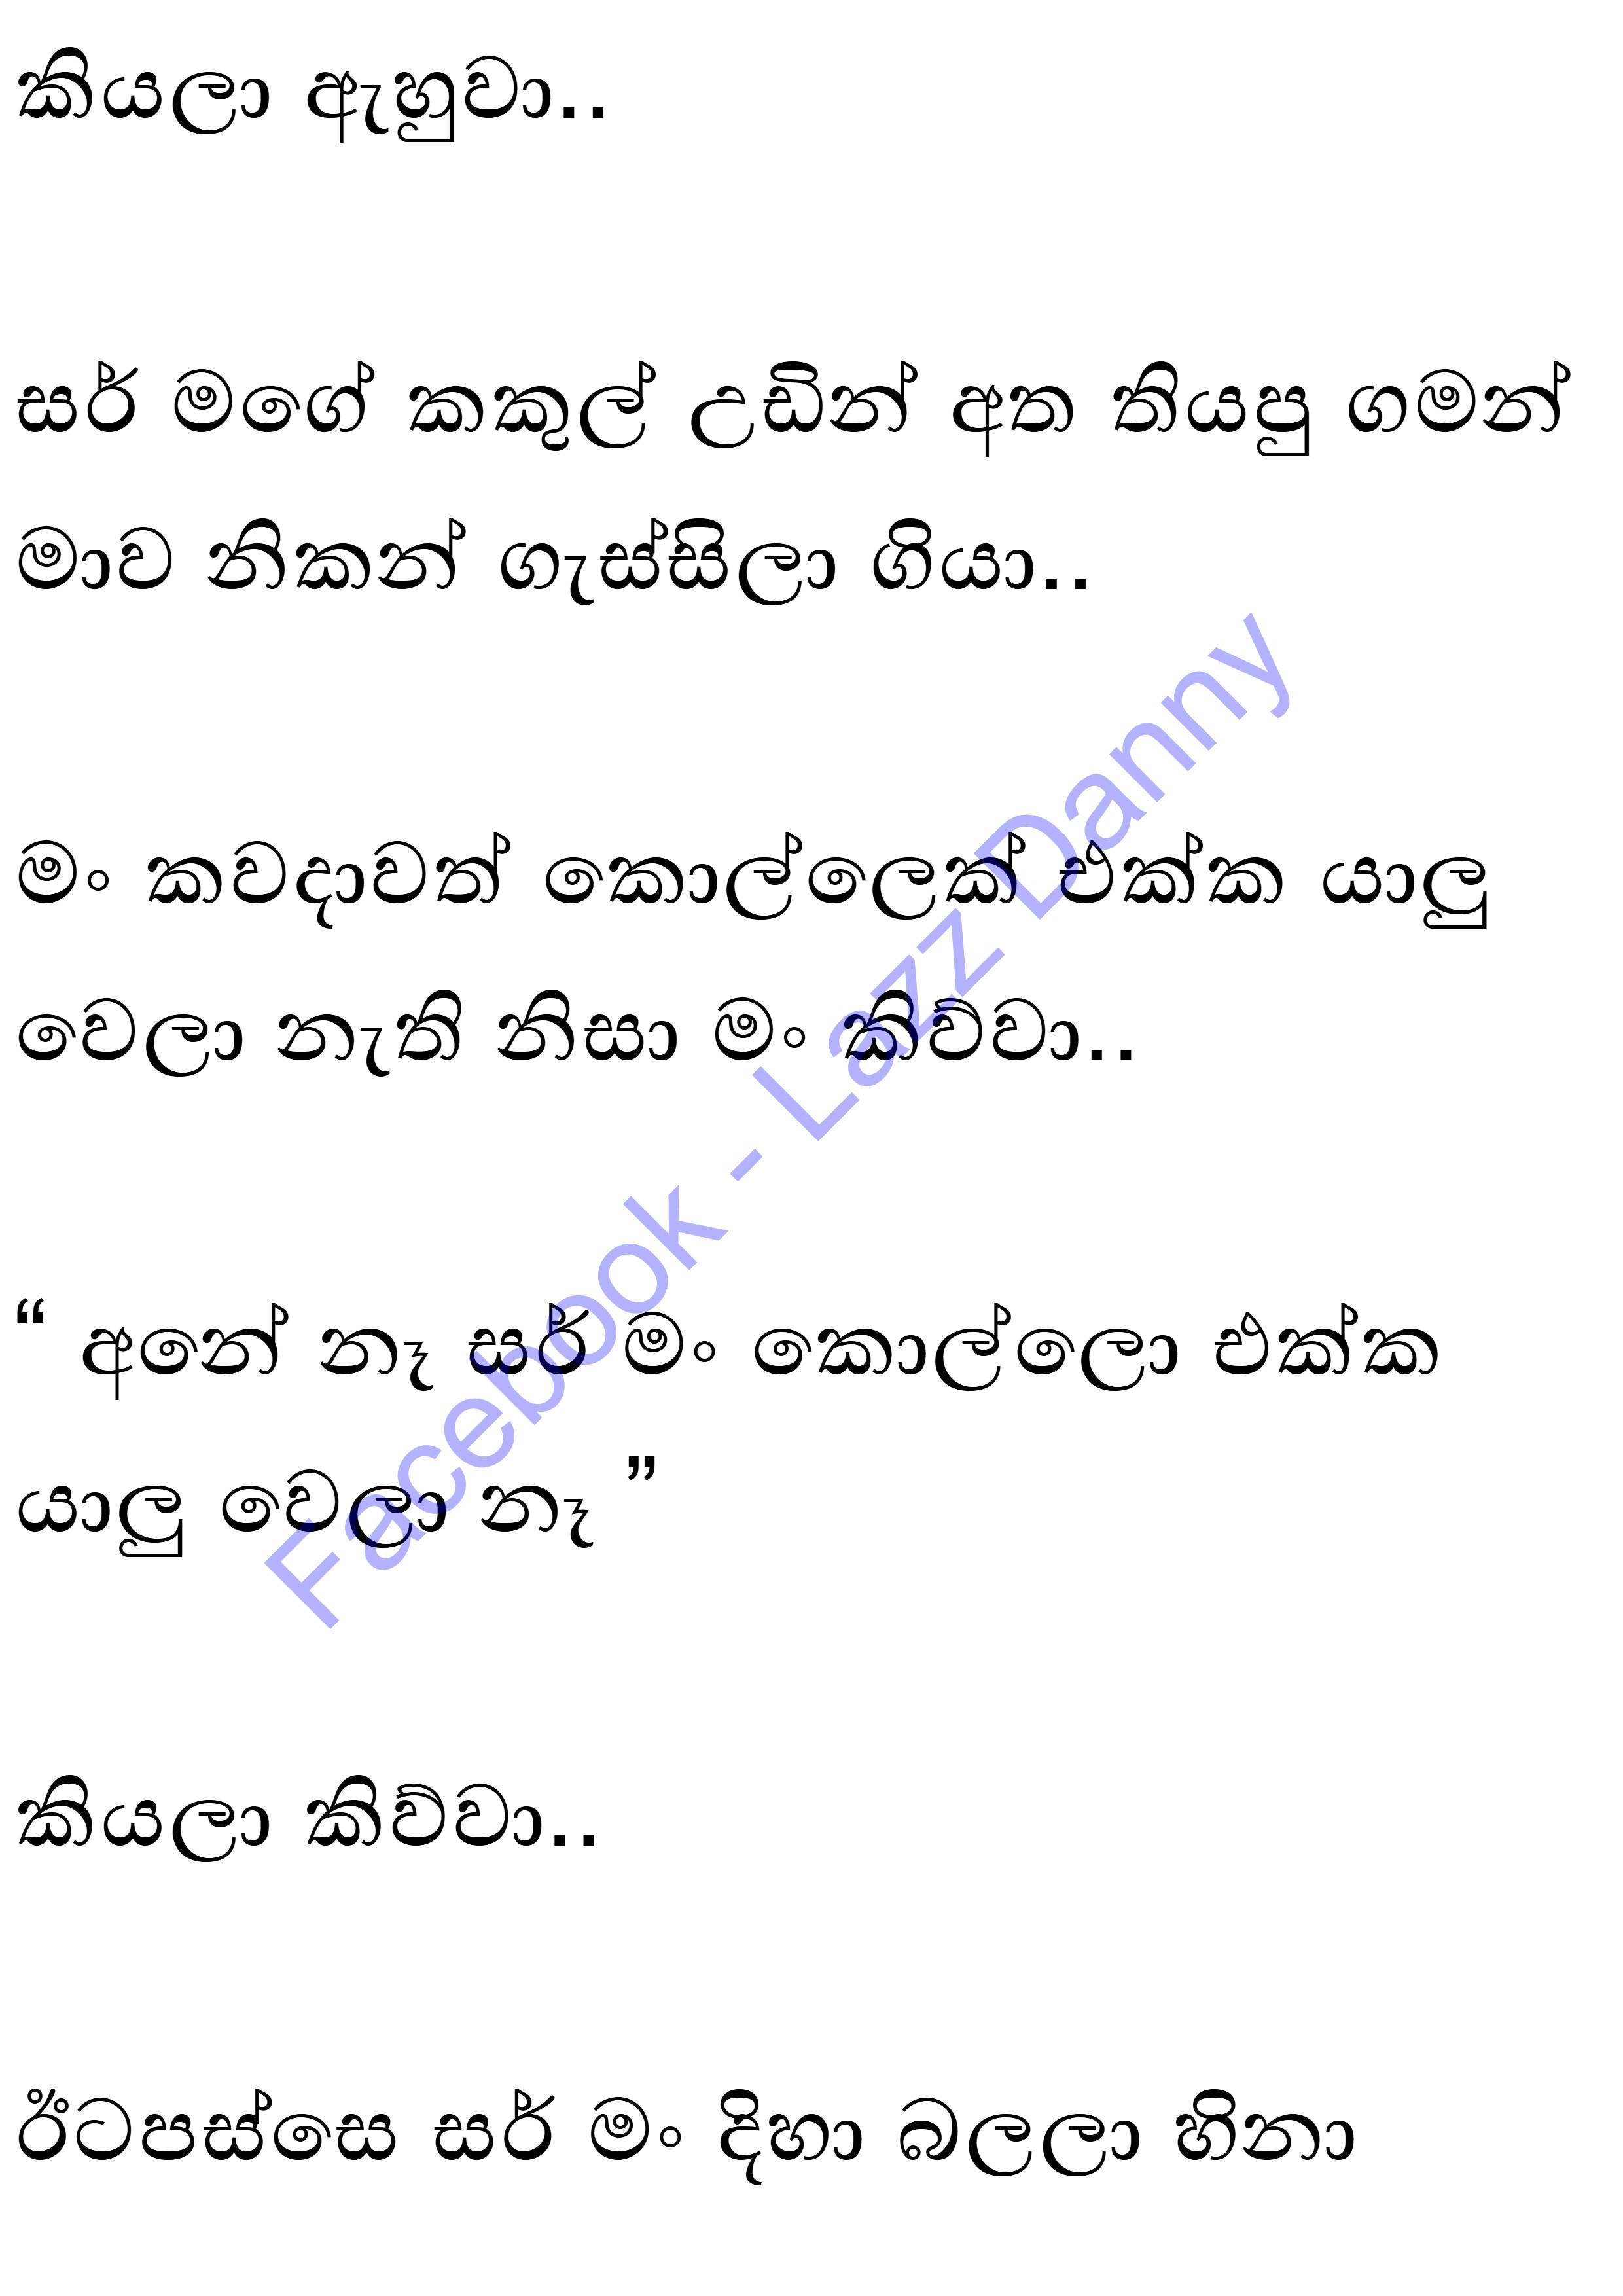 කියලා ඇහුවා..
සර් මගේ කකුල් උඩින් අත තියපු ගමන්
මාව නිකන් ගැස්සිලා ගියා..
මං කවදාවත් කොල්ලෙක් එක්ක යාලු
වෙලා නැති නිසා මං කිව්වා..
“ අනේ නෑ සර් මං කොල්ලො එක්ක
යාලු වෙලා නෑ ”
කියලා කිව්වා..
ඊටපස්සෙ සර් මං දිහා බලලා හිනා
Facebook - Lazz Danny